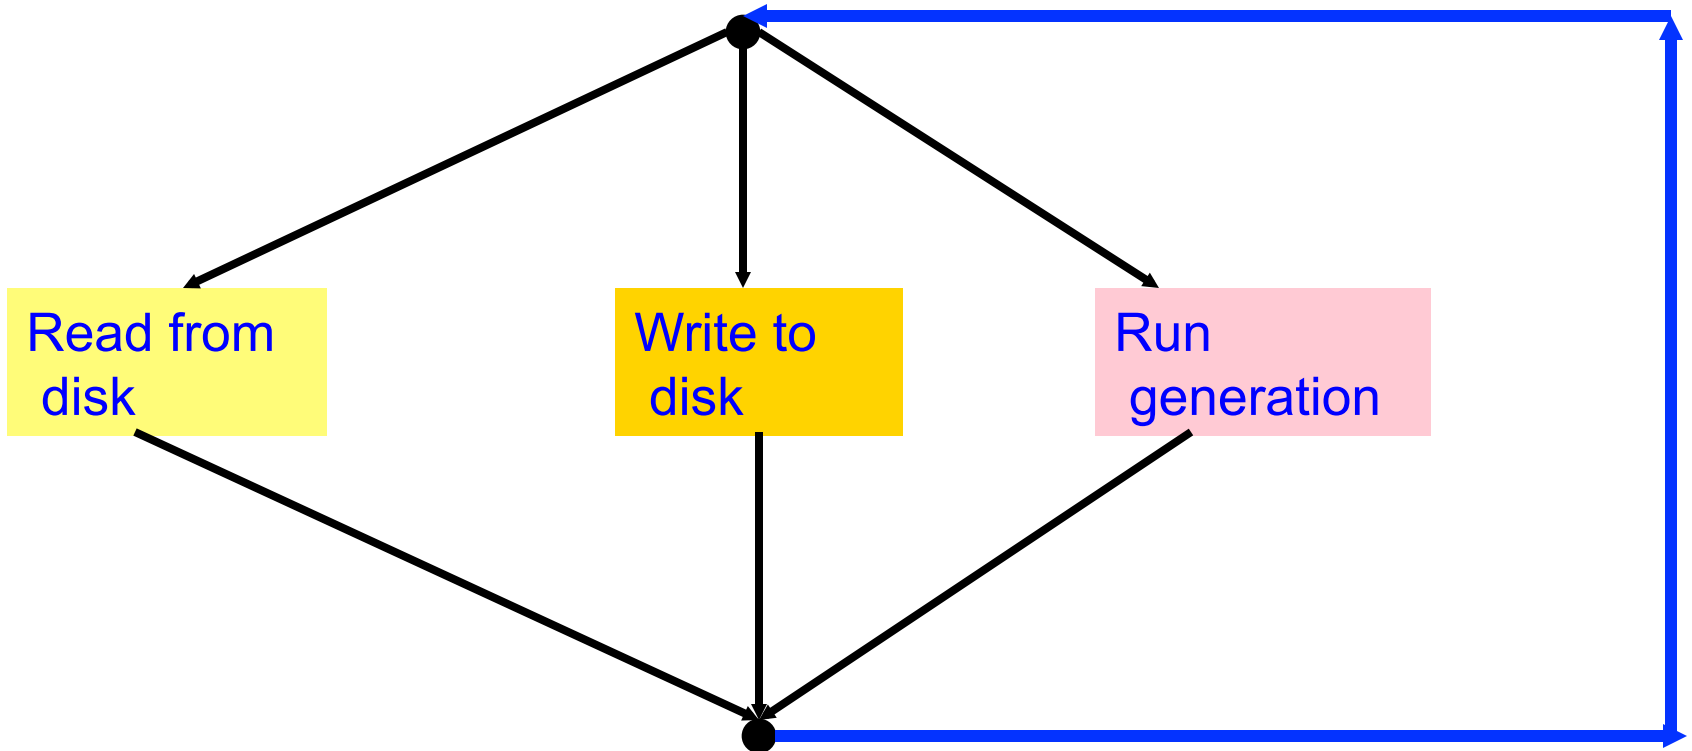 Read from
disk
Write to
disk
Run
generation